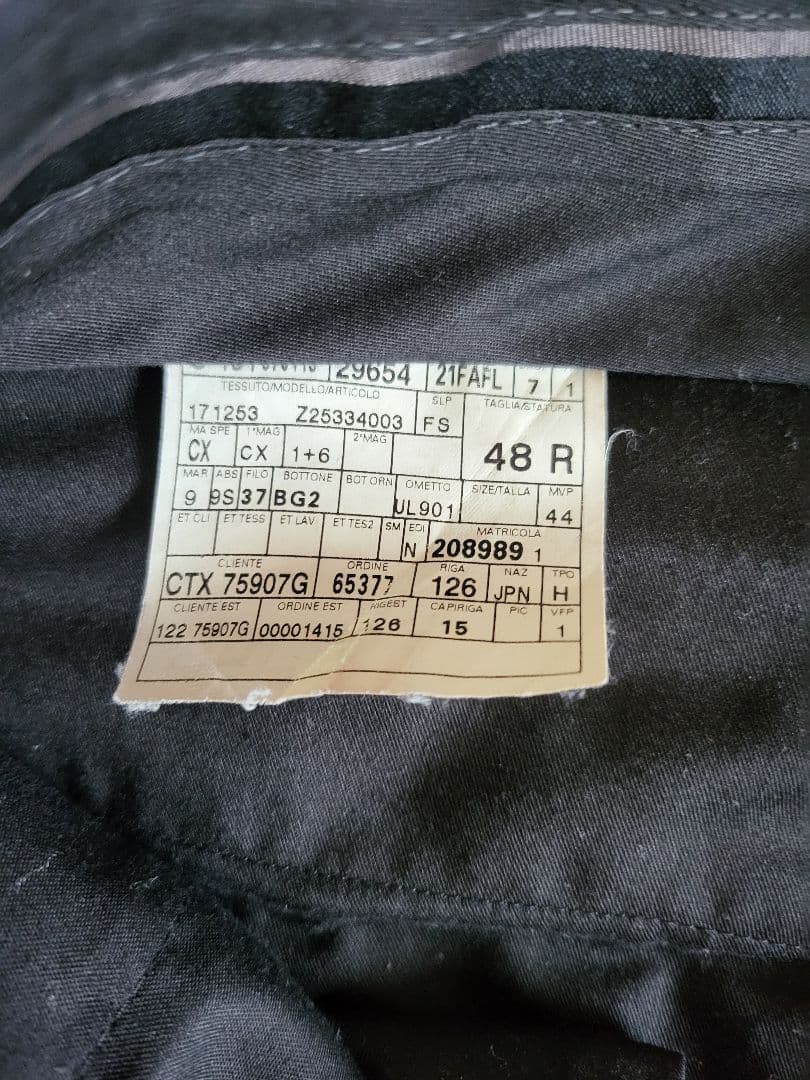 29654 21FAFL 7 1
TESSUTO/MODELLO/ARTICOLO SLP TAGLIA/STATURA
171253 Z25334003 FS 48 R
MA SPE 1°MAG 2°MAG
CX CX 1+6
MAR ABS FILO BOTTONE BOT ORN OMETTO SIZE/TALLA MVP
9 9S 37 BG2 UL901 44
ET CLI ET TESS ET LAV ET TES2 SM EDI MATRICOLA
N 208989 1
CLIENTE ORDINE RIGA NAZ TPO
CTX 75907G 65377 126 JPN H
CLIENTE EST ORDINE EST RIGEST CAPIRIGA PIC VFP
122 75907G 00001415 126 15 1